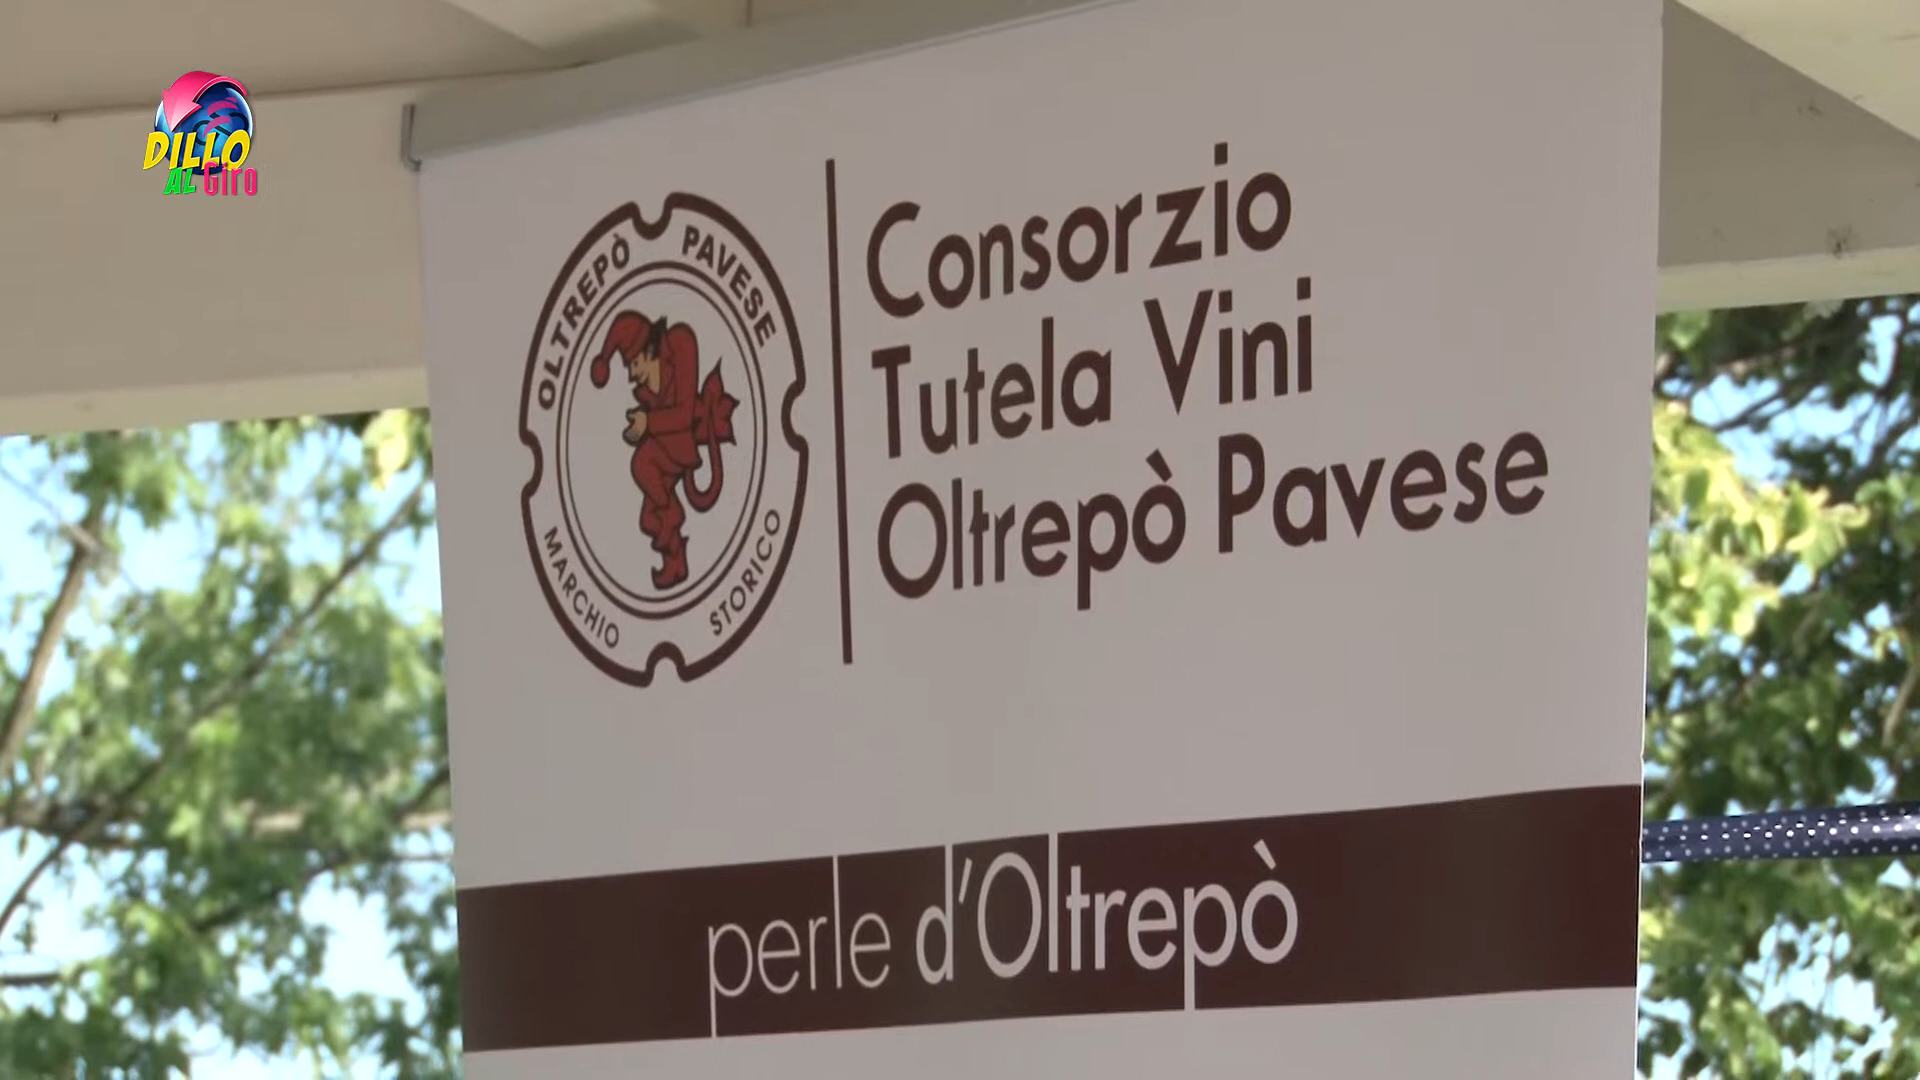 DILLO
AL Giro
OLTREPÒ PAVESE
MARCHIO STORICO
Consorzio
Tutela Vini
Oltrepò Pavese
perle d'Oltrepò